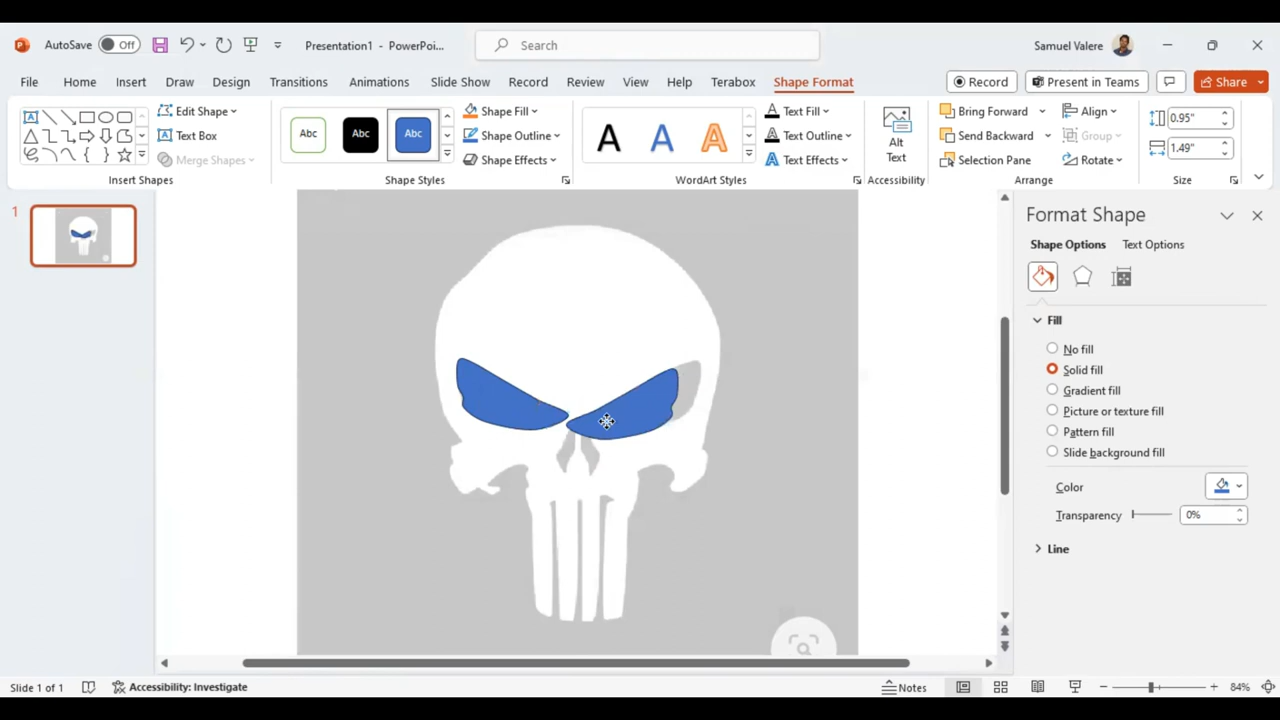 AutoSave Off Presentation1 - PowerPoi... Search Samuel Valere
File Home Insert Draw Design Transitions Animations Slide Show Record Review View Help Terabox Shape Format Record Present in Teams Share
Edit Shape
Text Box
Merge Shapes
Insert Shapes
Abc Abc Abc
Shape Fill
Shape Outline
Shape Effects
Shape Styles
A A A
Text Fill
Text Outline
Text Effects
WordArt Styles
Alt
Text
Accessibility
Bring Forward
Send Backward
Selection Pane
Align
Group
Rotate
Arrange
0.95"
1.49"
Size
1
Format Shape
Shape Options Text Options
Fill
No fill
Solid fill
Gradient fill
Picture or texture fill
Pattern fill
Slide background fill
Color
Transparency 0%
Line
Slide 1 of 1 Accessibility: Investigate Notes 84%